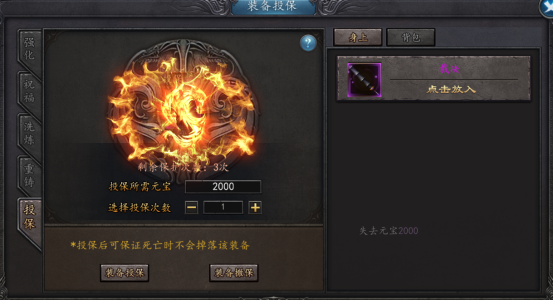 装备投保
强化
祝福
洗炼
重铸
投保
?
剩余保护次数：3次
投保所需元宝 2000
选择投保次数 1
*投保后可保证死亡时不会掉落该装备
装备投保 装备撤保
身上 背包
点击放入
失去元宝2000